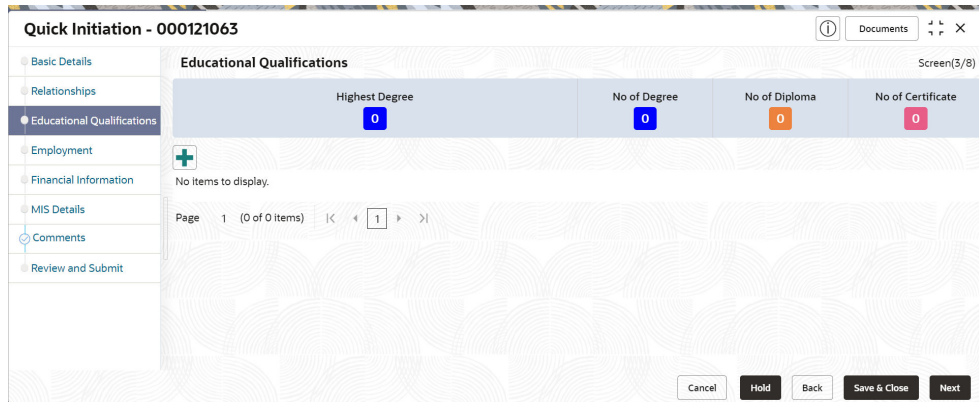 Quick Initiation - 000121063
Documents
Basic Details
Relationships
Educational Qualifications
Employment
Financial Information
MIS Details
Comments
Review and Submit
Educational Qualifications
Screen(3/8)
Highest Degree
0
No of Degree
0
No of Diploma
0
No of Certificate
0
No items to display.
Page 1 (0 of 0 items) 1
Cancel Hold Back Save & Close Next